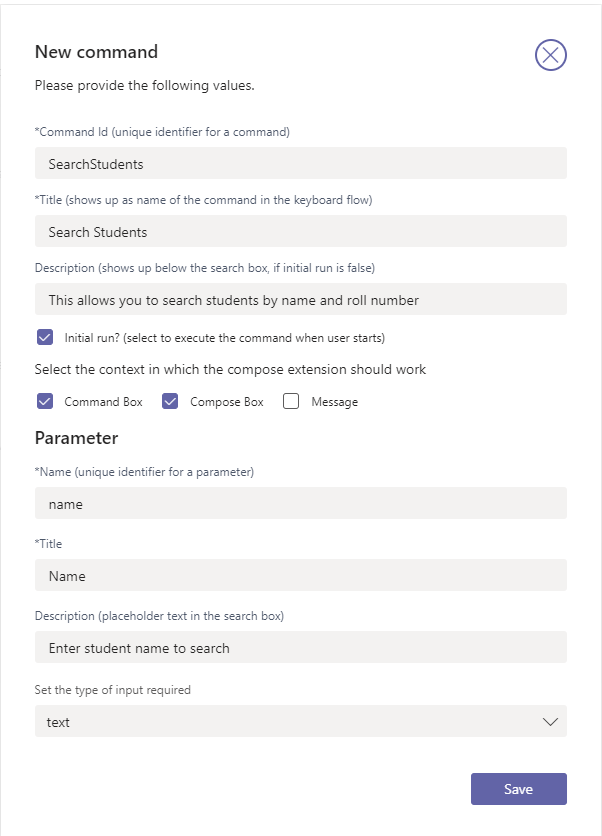 New command
Please provide the following values.
*Command Id (unique identifier for a command)
SearchStudents
*Title (shows up as name of the command in the keyboard flow)
Search Students
Description (shows up below the search box, if initial run is false)
This allows you to search students by name and roll number
Initial run? (select to execute the command when user starts)
Select the context in which the compose extension should work
Command Box Compose Box Message
Parameter
*Name (unique identifier for a parameter)
name
*Title
Name
Description (placeholder text in the search box)
Enter student name to search
Set the type of input required
text
Save